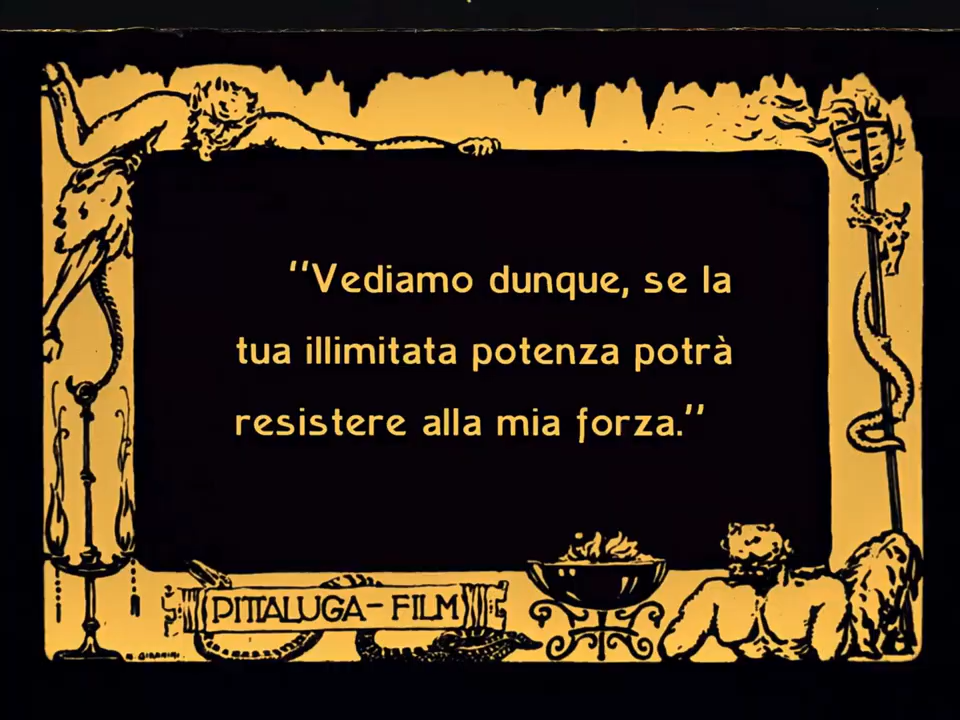 "Vediamo dunque, se la
tua illimitata potenza potrà
resistere alla mia forza."
PITTALUGA-FILM